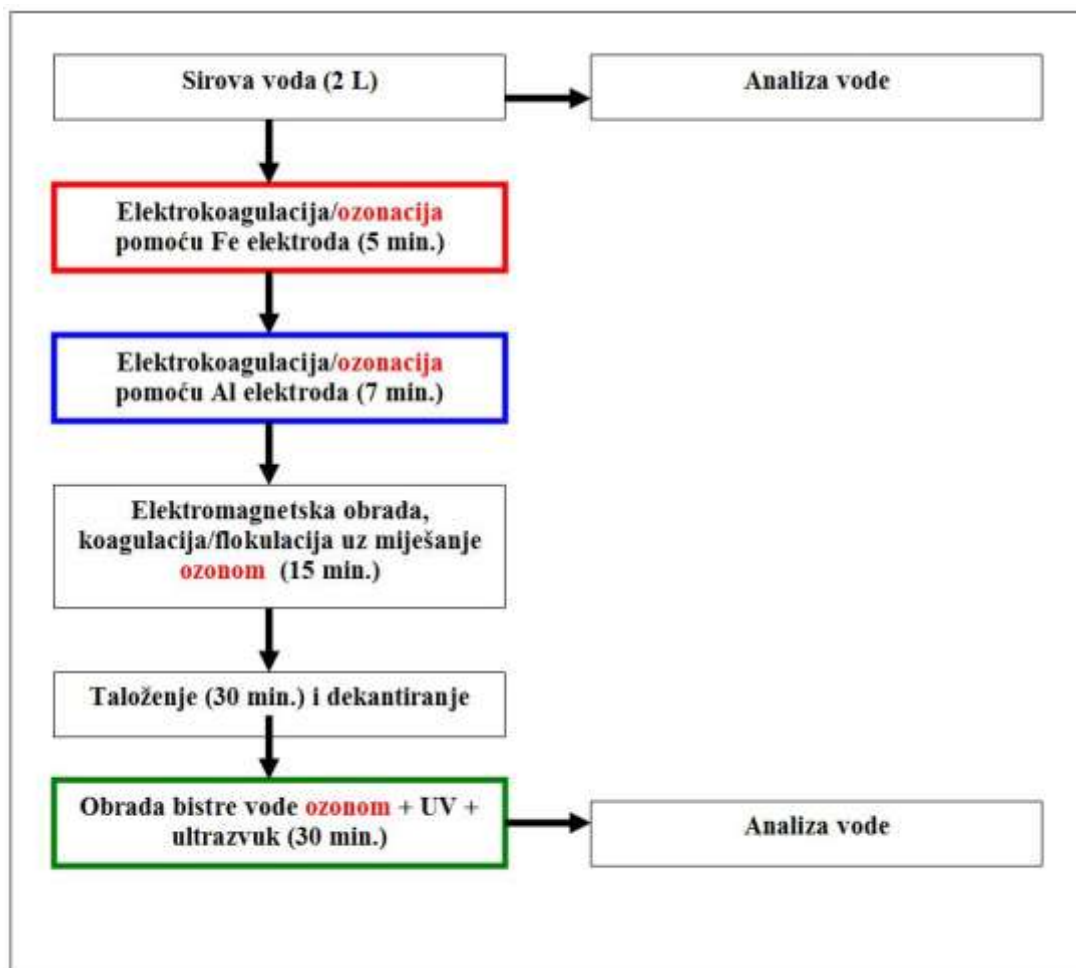 Sirova voda (2 L)
Analiza vode
Elektrokoagulacija/ozonacija
pomoću Fe elektroda (5 min.)
Elektrokoagulacija/ozonacija
pomoću Al elektroda (7 min.)
Elektromagnetska obrada,
koagulacija/flokulacija uz miješanje
ozonom (15 min.)
Taloženje (30 min.) i dekantiranje
Obrada bistre vode ozonom + UV +
ultrazvuk (30 min.)
Analiza vode